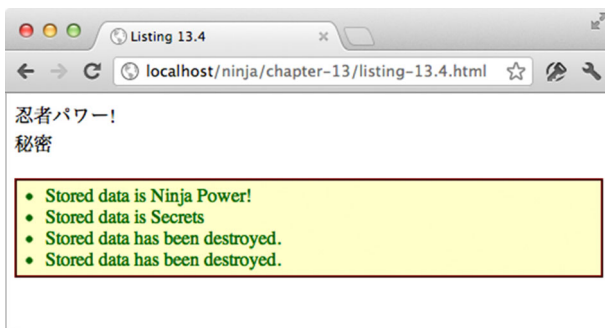 Listing 13.4
localhost/ninja/chapter-13/listing-13.4.html
忍者パワー!
秘密
• Stored data is Ninja Power!
• Stored data is Secrets
• Stored data has been destroyed.
• Stored data has been destroyed.